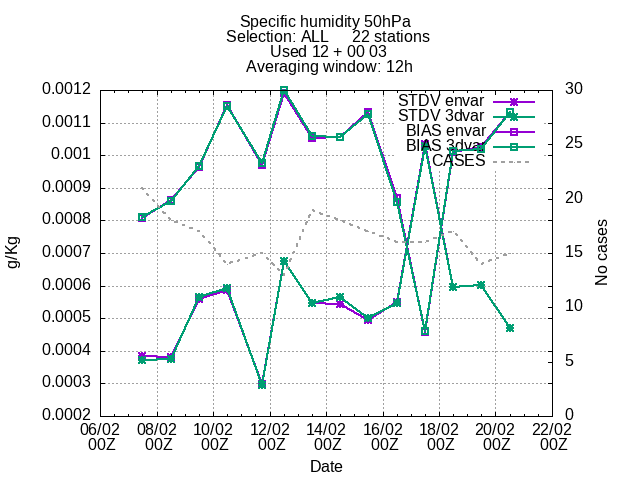 Specific humidity 50hPa
Selection: ALL 22 stations
Used 12 + 00 03
Averaging window: 12h
STDV envar
STDV 3dvar
BIAS envar
BIAS 3dvar
CASES
0.0012
0.0011
0.001
0.0009
0.0008
0.0007
0.0006
0.0005
0.0004
0.0003
0.0002
g/Kg
30
25
20
15
10
5
0
No cases
06/02 08/02 10/02 12/02 14/02 16/02 18/02 20/02 22/02
00Z 00Z 00Z 00Z 00Z 00Z 00Z 00Z 00Z
Date